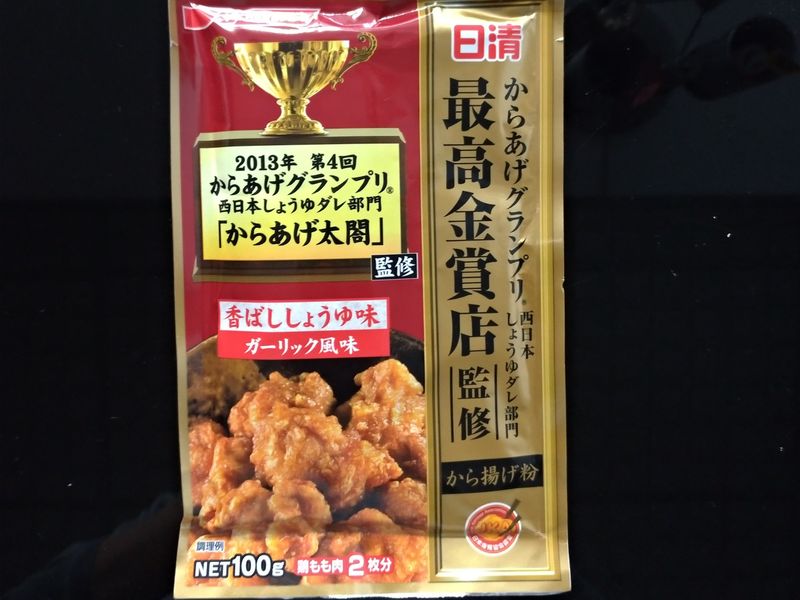 日清
からあげグランプリ®
西日本
しょうゆダレ部門
最高金賞店
監修
から揚げ粉
2013年 第4回
からあげグランプリ®
西日本しょうゆダレ部門
「からあげ太閤」
監修
香ばししょうゆ味
ガーリック風味
調理例
NET100g 鶏もも肉2枚分